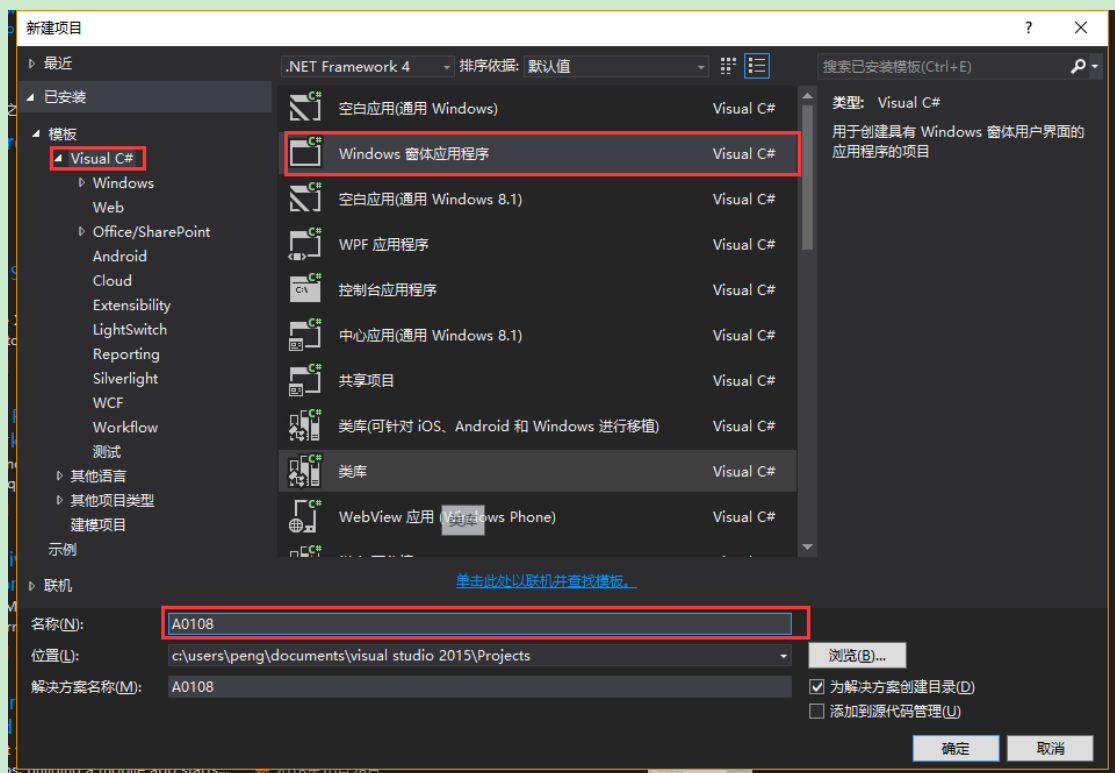 新建项目
?
最近
.NET Framework 4
排序依据:
默认值
搜索已安装模板(Ctrl+E)
已安装
模板
Visual C#
Windows
Web
Office/SharePoint
Android
Cloud
Extensibility
LightSwitch
Reporting
Silverlight
WCF
Workflow
测试
其他语言
其他项目类型
建模项目
示例
联机
空白应用(通用 Windows) Visual C#
Windows 窗体应用程序 Visual C#
空白应用(通用 Windows 8.1) Visual C#
WPF 应用程序 Visual C#
控制台应用程序 Visual C#
中心应用(通用 Windows 8.1) Visual C#
共享项目 Visual C#
类库(可针对 iOS、Android 和 Windows 进行移植) Visual C#
类库 Visual C#
WebView 应用 (Windows Phone) Visual C#
类库
单击此处以联机并查找模板。
类型: Visual C#
用于创建具有 Windows 窗体用户界面的
应用程序的项目
名称(N): A0108
位置(L): c:\users\peng\documents\visual studio 2015\Projects
浏览(B)...
解决方案名称(M): A0108
为解决方案创建目录(D)
添加到源代码管理(U)
确定
取消